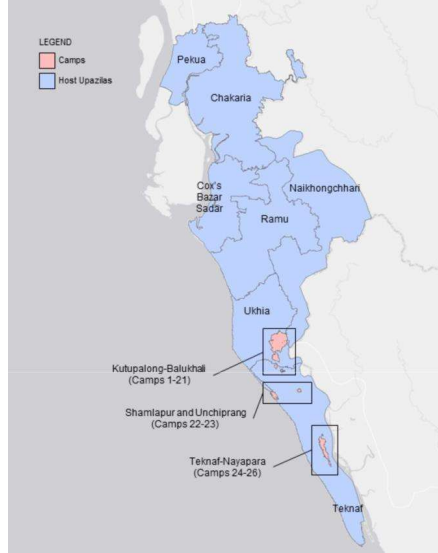 LEGEND
Camps
Host Upazilas
Pekua
Chakaria
Cox's
Bazar
Sadar
Naikhongchhari
Ramu
Ukhia
Kutupalong-Balukhali
(Camps 1-21)
Shamlapur and Unchiprang
(Camps 22-23)
Teknaf-Nayapara
(Camps 24-26)
Teknaf